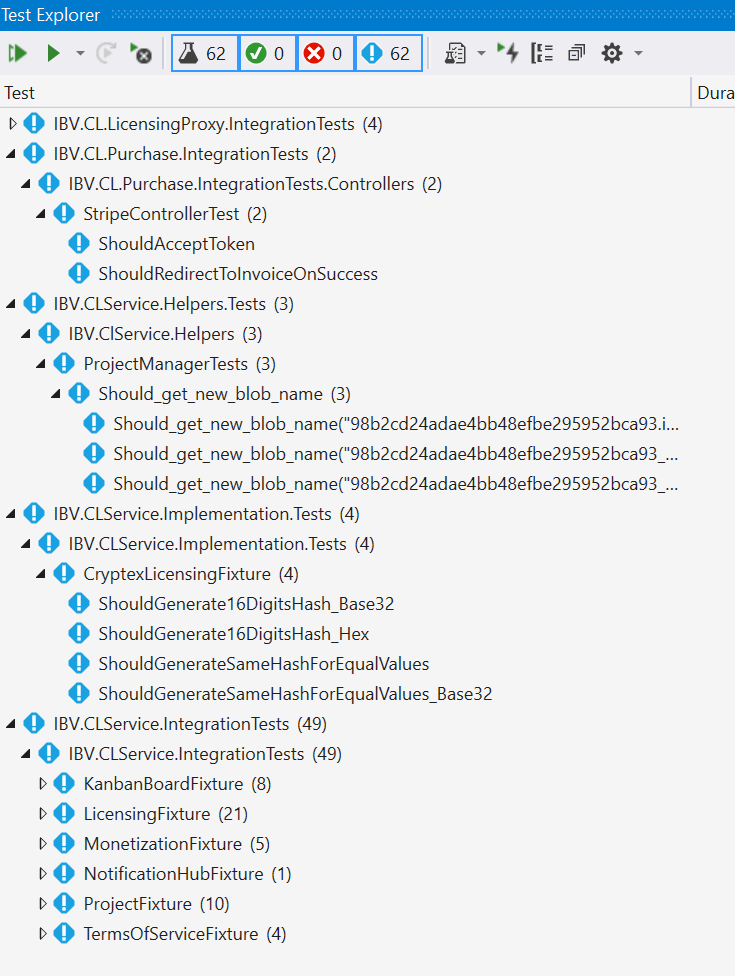 Test Explorer
62 0 0 62
Test Dura
IBV.CL.LicensingProxy.IntegrationTests (4)
IBV.CL.Purchase.IntegrationTests (2)
IBV.CL.Purchase.IntegrationTests.Controllers (2)
StripeControllerTest (2)
ShouldAcceptToken
ShouldRedirectToInvoiceOnSuccess
IBV.CLService.Helpers.Tests (3)
IBV.ClService.Helpers (3)
ProjectManagerTests (3)
Should_get_new_blob_name (3)
Should_get_new_blob_name("98b2cd24adae4bb48efbe295952bca93.i...
Should_get_new_blob_name("98b2cd24adae4bb48efbe295952bca93_...
Should_get_new_blob_name("98b2cd24adae4bb48efbe295952bca93_...
IBV.CLService.Implementation.Tests (4)
IBV.CLService.Implementation.Tests (4)
CryptexLicensingFixture (4)
ShouldGenerate16DigitsHash_Base32
ShouldGenerate16DigitsHash_Hex
ShouldGenerateSameHashForEqualValues
ShouldGenerateSameHashForEqualValues_Base32
IBV.CLService.IntegrationTests (49)
IBV.CLService.IntegrationTests (49)
KanbanBoardFixture (8)
LicensingFixture (21)
MonetizationFixture (5)
NotificationHubFixture (1)
ProjectFixture (10)
TermsOfServiceFixture (4)